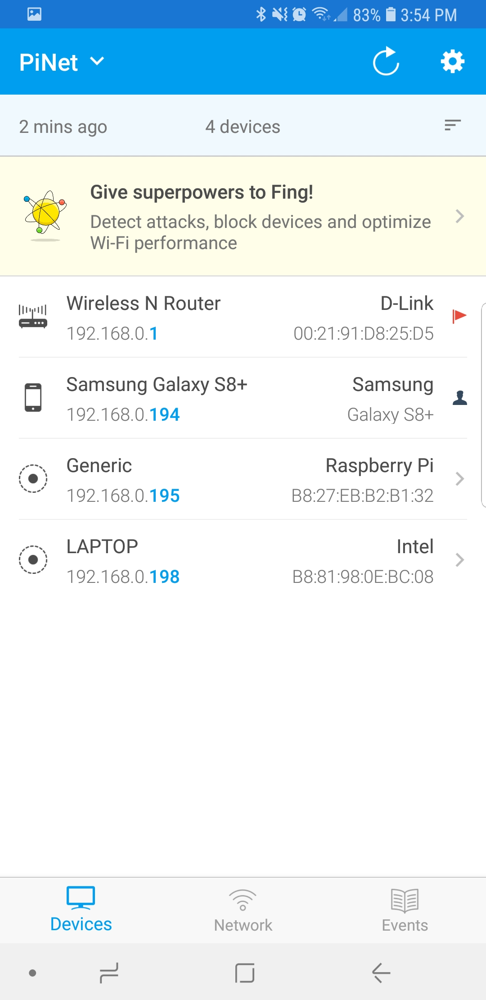 83% 3:54 PM
PiNet
2 mins ago 4 devices
Give superpowers to Fing!
Detect attacks, block devices and optimize
Wi-Fi performance
Wireless N Router D-Link
192.168.0.1 00:21:91:D8:25:D5
Samsung Galaxy S8+ Samsung
192.168.0.194 Galaxy S8+
Generic Raspberry Pi
192.168.0.195 B8:27:EB:B2:B1:32
LAPTOP Intel
192.168.0.198 B8:81:98:0E:BC:08
Devices Network Events